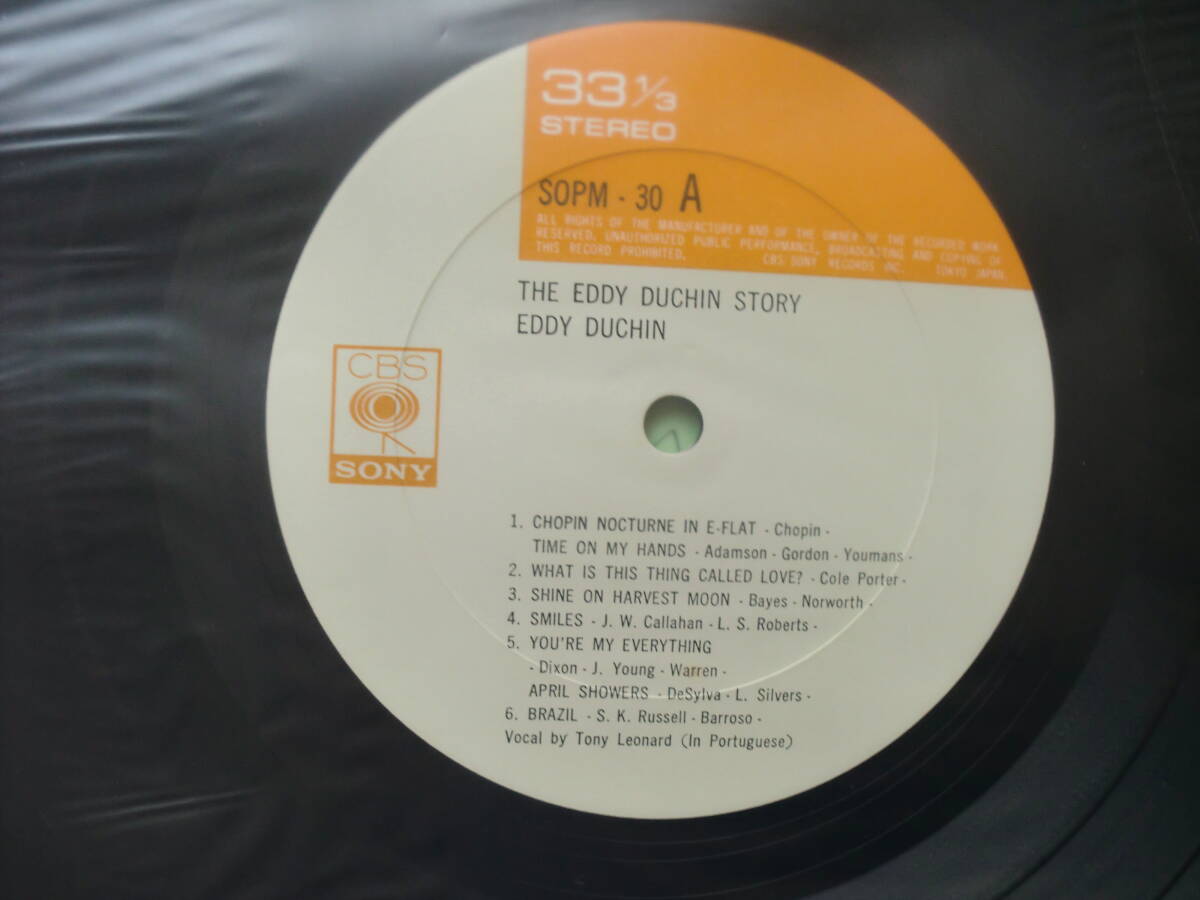 33 1/3
STEREO
SOPM - 30 A
ALL RIGHTS OF THE MANUFACTURER AND OF THE OWNER OF THE RECORDED WORK
RESERVED. UNAUTHORIZED PUBLIC PERFORMANCE, BROADCASTING AND COPYING OF
THIS RECORD PROHIBITED. CBS SONY RECORDS INC. TOKYO JAPAN.
THE EDDY DUCHIN STORY
EDDY DUCHIN
CBS
SONY
1. CHOPIN NOCTURNE IN E-FLAT - Chopin -
TIME ON MY HANDS - Adamson - Gordon - Youmans -
2. WHAT IS THIS THING CALLED LOVE? - Cole Porter -
3. SHINE ON HARVEST MOON - Bayes - Norworth -
4. SMILES - J. W. Callahan - L. S. Roberts -
5. YOU'RE MY EVERYTHING
- Dixon - J. Young - Warren -
APRIL SHOWERS - DeSylva - L. Silvers -
6. BRAZIL - S. K. Russell - Barroso -
Vocal by Tony Leonard (In Portuguese)